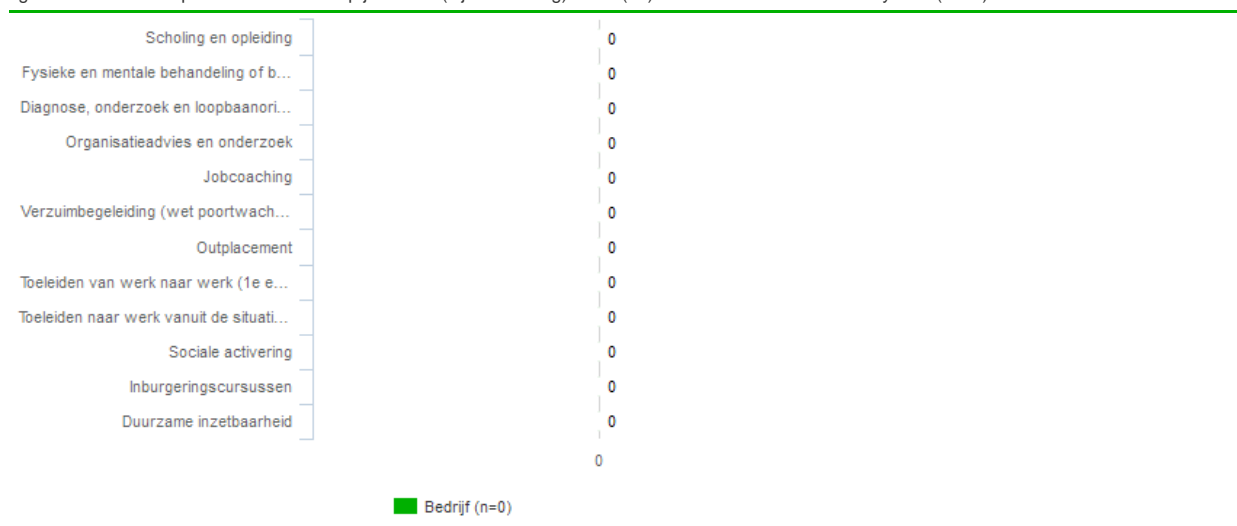 Scholing en opleiding 0
Fysieke en mentale behandeling of b... 0
Diagnose, onderzoek en loopbaanori... 0
Organisatieadvies en onderzoek 0
Jobcoaching 0
Verzuimbegeleiding (wet poortwach... 0
Outplacement 0
Toeleiden van werk naar werk (1e e... 0
Toeleiden naar werk vanuit de situati... 0
Sociale activering 0
Inburgeringscursussen 0
Duurzame inzetbaarheid 0
0
Bedrijf (n=0)